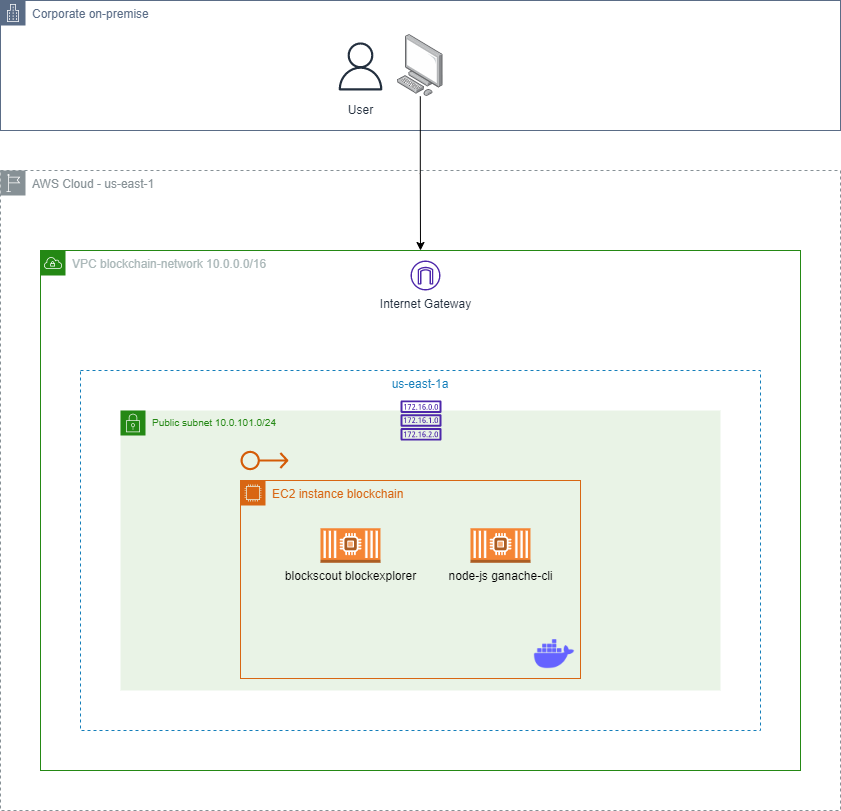 Corporate on-premise
User
AWS Cloud - us-east-1
VPC blockchain-network 10.0.0.0/16
Internet Gateway
us-east-1a
172.16.0.0
172.16.1.0
172.16.2.0
Public subnet 10.0.101.0/24
EC2 instance blockchain
blockscout blockexplorer
node-js ganache-cli